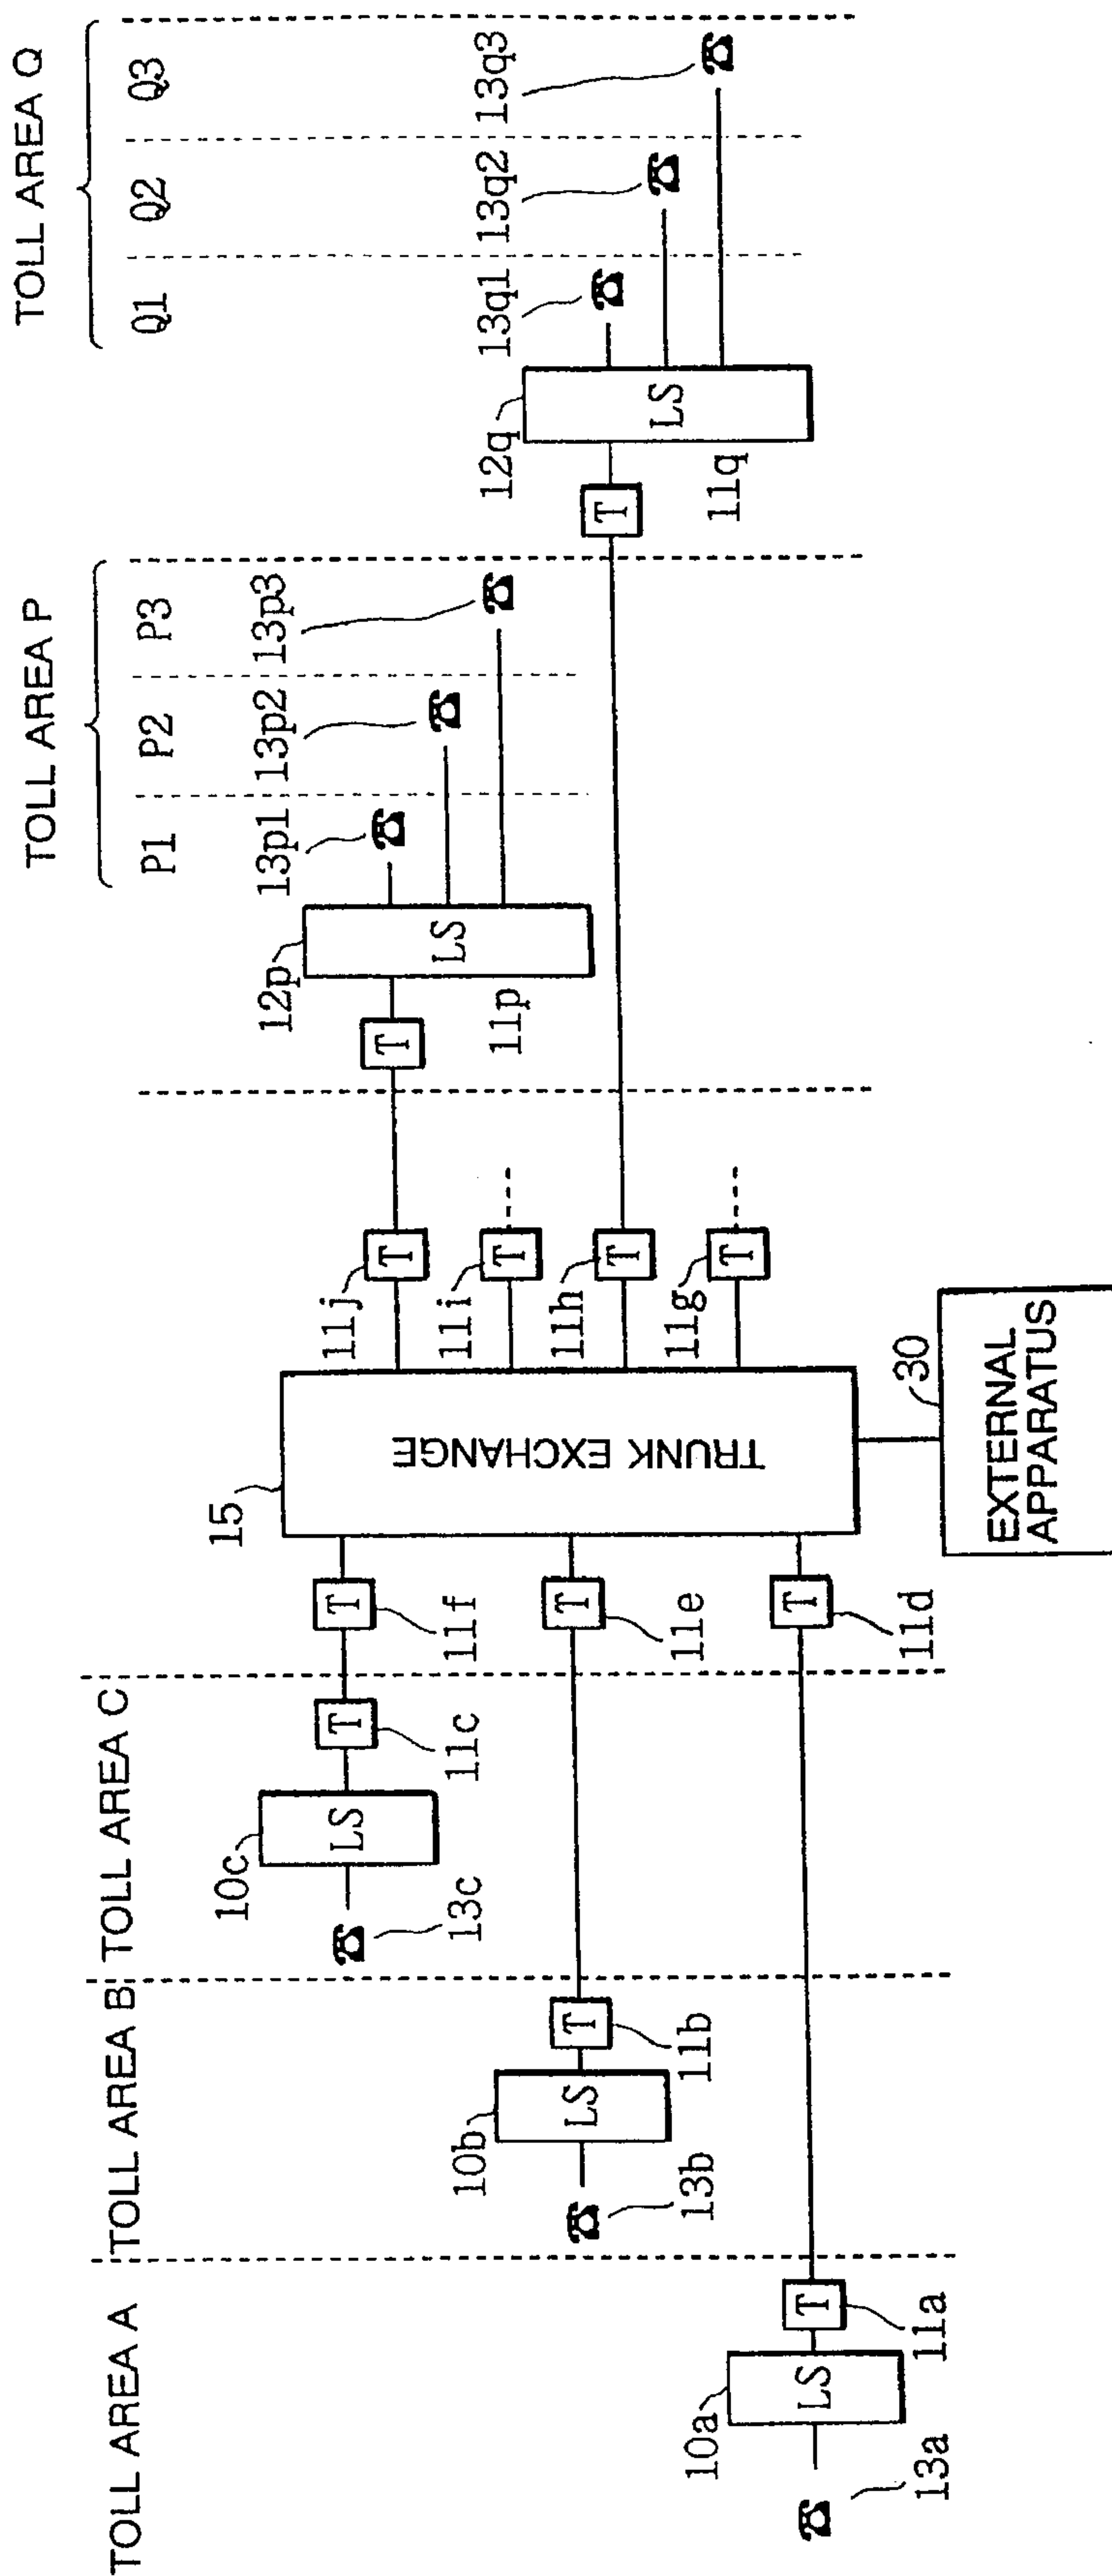 TOLL AREA A
TOLL AREA B
TOLL AREA C
TOLL AREA P
TOLL AREA Q
P1
P2
P3
Q1
Q2
Q3
10c
LS
T
11c
13c
T
11f
10b
LS
T
11b
13b
T
11e
10a
LS
T
11a
13a
T
11d
15
TRUNK EXCHANGE
30
EXTERNAL
APPARATUS
11j
T
11i
T
11h
T
11g
T
T
11p
12p
LS
13p1
13p2
13p3
T
11q
12q
LS
13q1
13q2
13q3